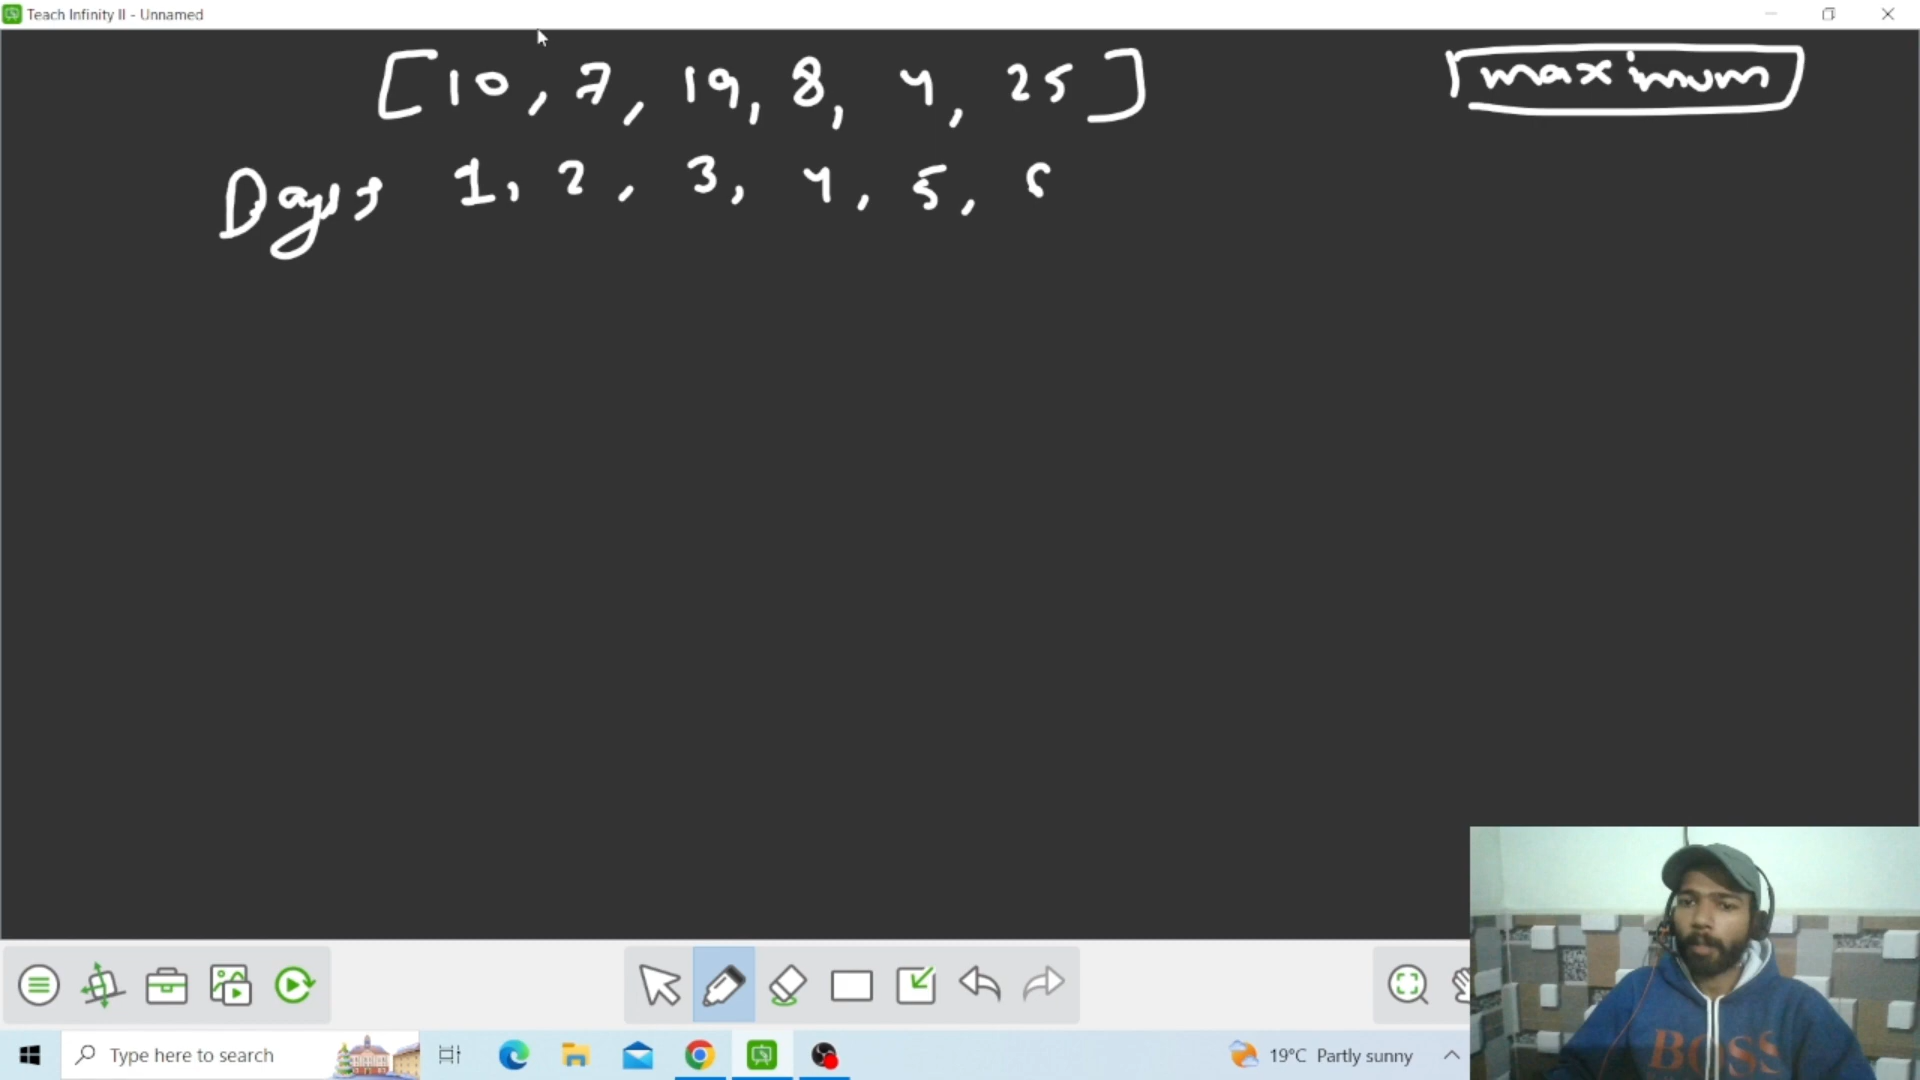 Teach Infinity II - Unnamed
[10, 7, 19, 8, 4, 25]
maximum
Days 1, 2, 3, 4, 5, 6
Type here to search
19°C Partly sunny
BOSS